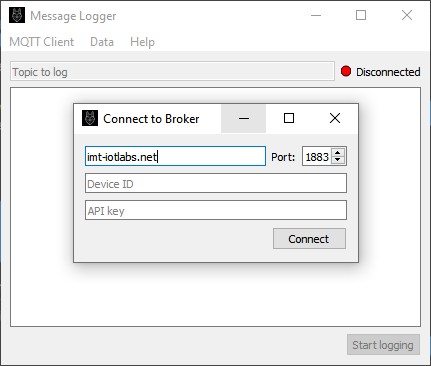 Message Logger
MQTT Client Data Help
Topic to log Disconnected
Connect to Broker
imt-iotlabs.net Port: 1883
Device ID
API key
Connect
Start logging